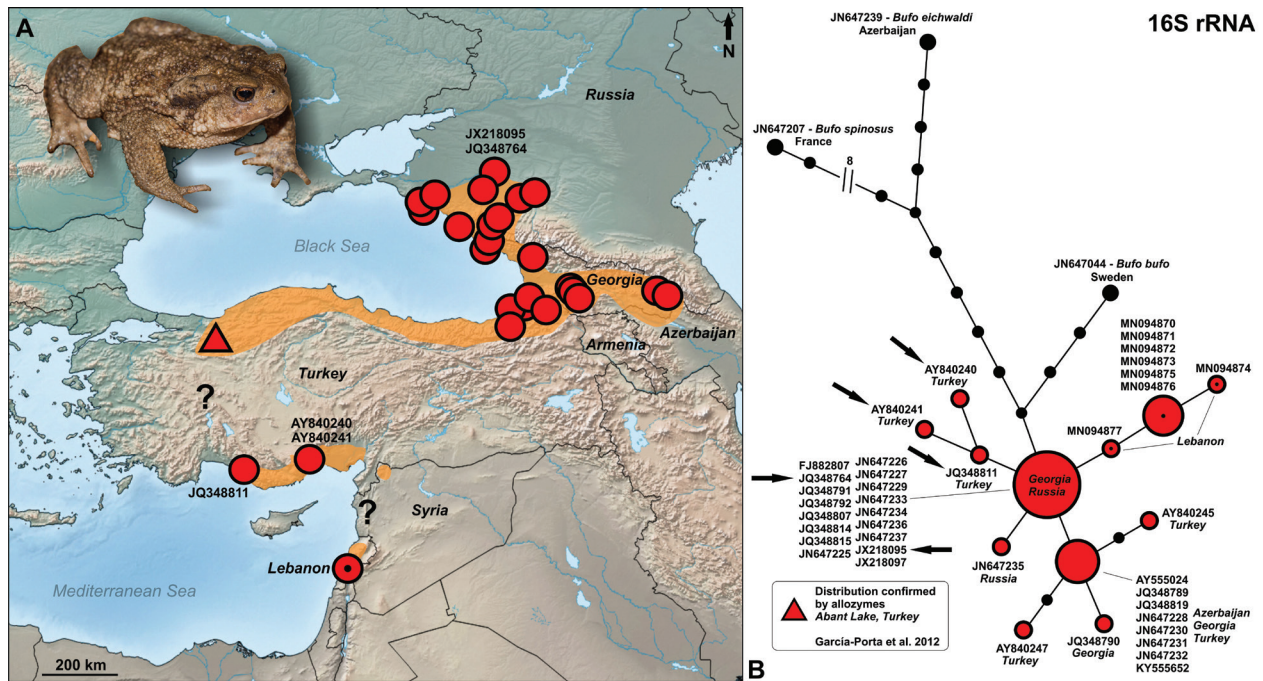 A
N
Russia
JX218095
JQ348764
Black Sea
Georgia
Azerbaijan
Armenia
Turkey
?
AY840240
AY840241
JQ348811
?
Syria
Lebanon
Mediterranean Sea
200 km
B
16S rRNA
JN647239 - Bufo eichwaldi
Azerbaijan
JN647207 - Bufo spinosus
France
8
JN647044 - Bufo bufo
Sweden
MN094870
MN094871
MN094872
MN094873
MN094875
MN094876
MN094874
AY840240
Turkey
AY840241
Turkey
MN094877
Lebanon
JQ348811
Turkey
Georgia
Russia
FJ882807
JQ348764
JQ348791
JQ348792
JQ348807
JQ348814
JQ348815
JN647225
JN647226
JN647227
JN647229
JN647233
JN647234
JN647236
JN647237
JX218095
JX218097
AY840245
Turkey
JN647235
Russia
AY555024
JQ348789
JQ348819
JN647228
JN647230
JN647231
JN647232
KY555652
Azerbaijan
Georgia
Turkey
JQ348790
Georgia
AY840247
Turkey
Distribution confirmed
by allozymes
Abant Lake, Turkey
García-Porta et al. 2012